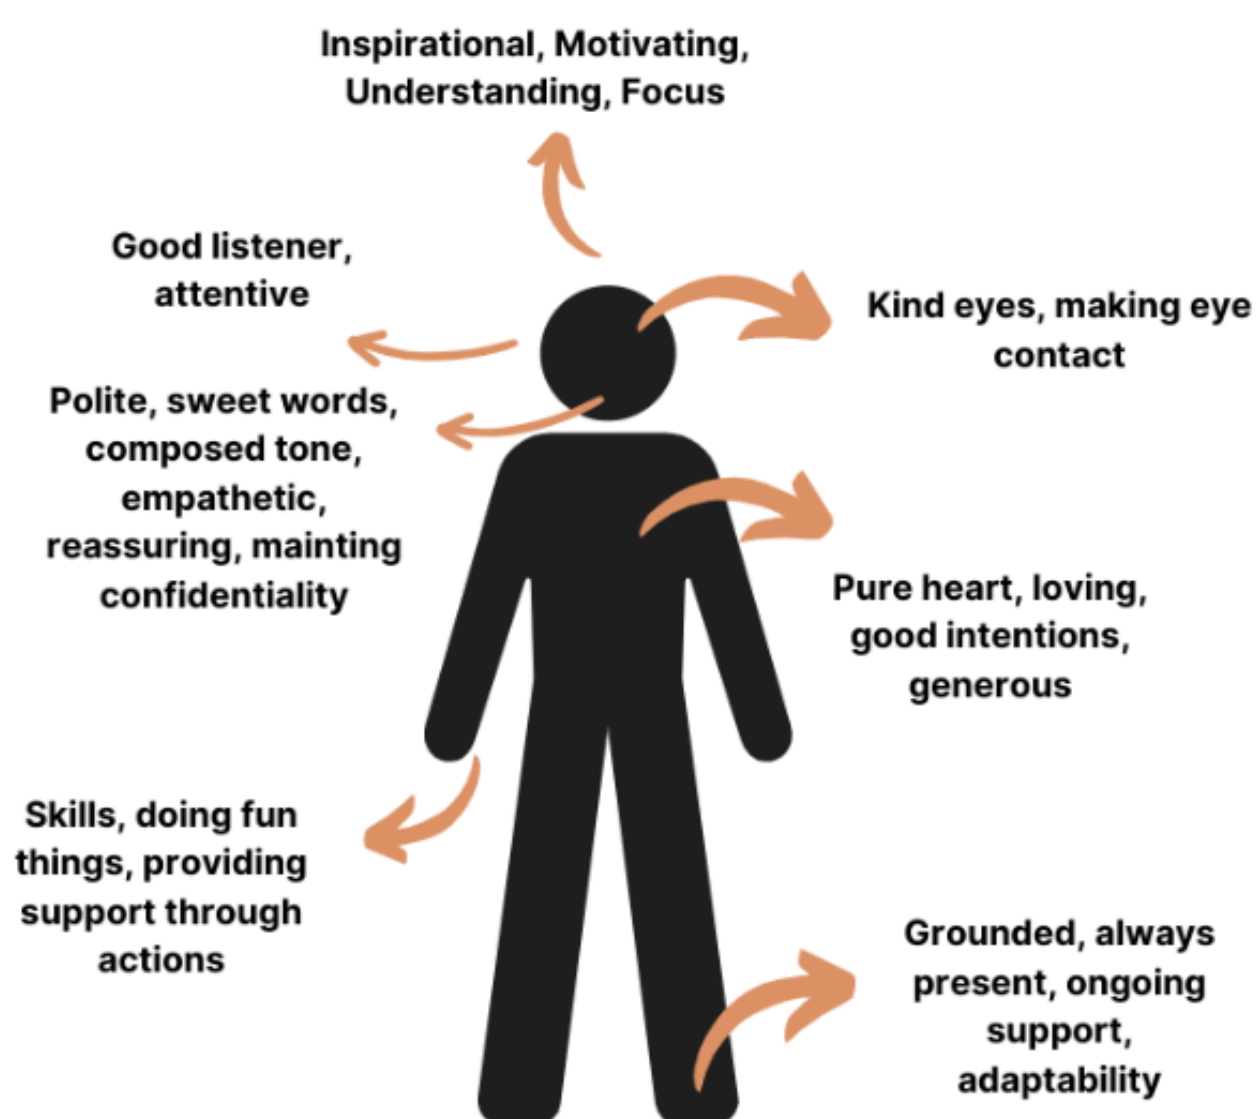 Inspirational, Motivating,
Understanding, Focus
Good listener,
attentive
Kind eyes, making eye
contact
Polite, sweet words,
composed tone,
empathetic,
reassuring, mainting
confidentiality
Pure heart, loving,
good intentions,
generous
Skills, doing fun
things, providing
support through
actions
Grounded, always
present, ongoing
support,
adaptability